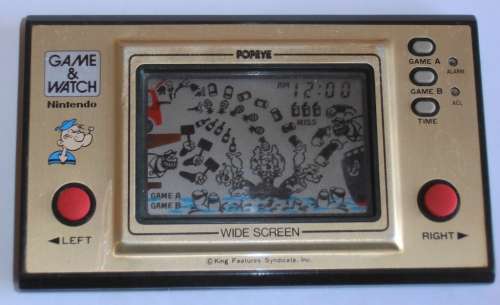 GAME
&
WATCH
Nintendo
POPEYE
GAME A
ALARM
GAME B
ACL
TIME
AM 12:00
MISS
GAME A
GAME B
◄LEFT
WIDE SCREEN
RIGHT►
© King Features Syndicate, Inc.